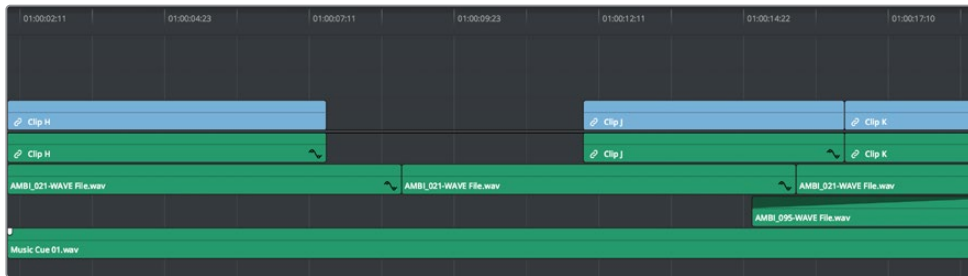 01:00:02:11 01:00:04:23 01:00:07:11 01:00:09:23 01:00:12:11 01:00:14:22 01:00:17:10
Clip H Clip J Clip K
Clip H Clip J Clip K
AMBI_021-WAVE File.wav AMBI_021-WAVE File.wav AMBI_021-WAVE File.wav
AMBI_095-WAVE File.wav
Music Cue 01.wav